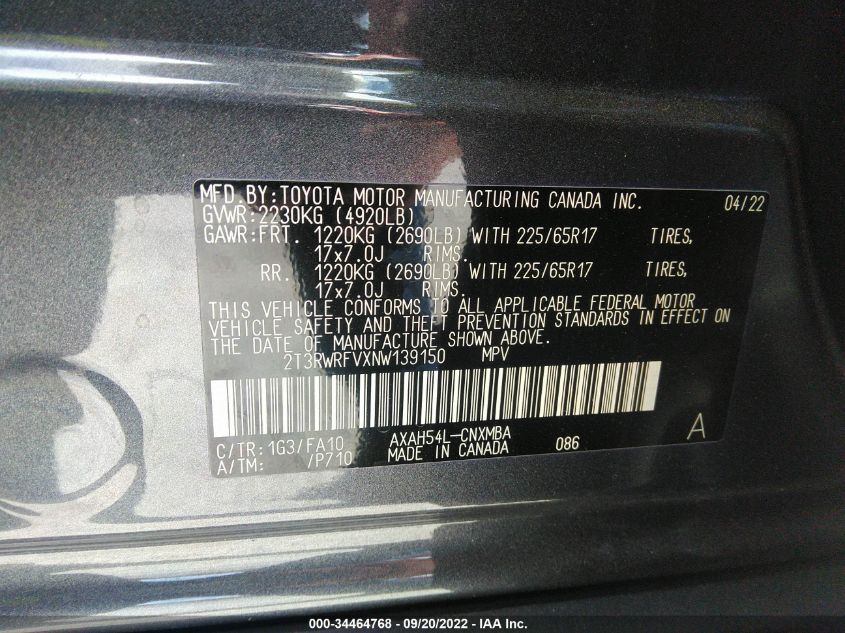 MFD.BY:TOYOTA MOTOR MANUFACTURING CANADA INC. 04/22
GVWR:2230KG (4920LB)
GAWR:FRT. 1220KG (2690LB) WITH 225/65R17 TIRES,
17x7.0J RIMS.
RR. 1220KG (2690LB) WITH 225/65R17 TIRES,
17x7.0J RIMS.
THIS VEHICLE CONFORMS TO ALL APPLICABLE FEDERAL MOTOR
VEHICLE SAFETY AND THEFT PREVENTION STANDARDS IN EFFECT ON
THE DATE OF MANUFACTURE SHOWN ABOVE.
2T3RWRFVXNW139150 MPV
C/TR:1G3/FA10 AXAH54L-CNXMBA 086 A
A/TM: /P710 MADE IN CANADA
000-34464768 - 09/20/2022 - IAA Inc.